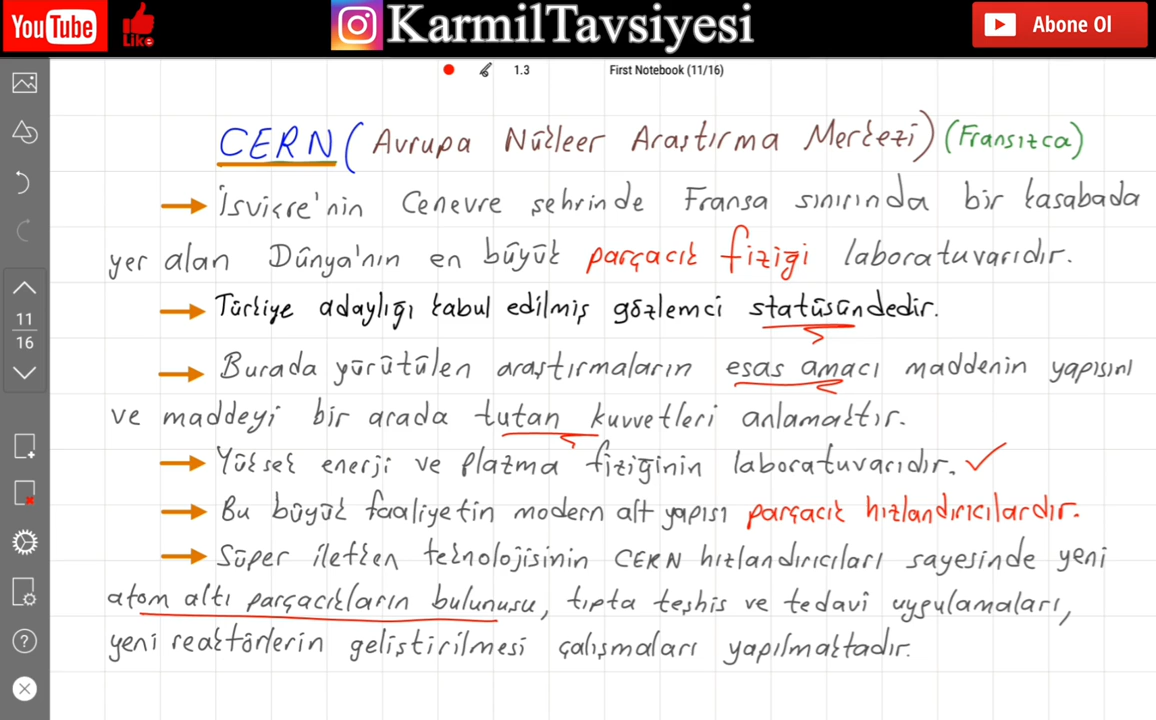 YouTube Like KarmilTavsiyesi Abone Ol
1.3 First Notebook (11/16)
CERN (Avrupa Nükleer Araştırma Merkezi) (Fransızca)
→ İsviçre'nin Cenevre şehrinde Fransa sınırında bir kasabada
yer alan Dünya'nın en büyük parçacık fiziği laboratuvarıdır.
→ Türkiye adaylığı kabul edilmiş gözlemci statüsündedir.
11
16
→ Burada yürütülen araştırmaların esas amacı maddenin yapısını
ve maddeyi bir arada tutan kuvvetleri anlamaktır.
→ Yüksek enerji ve plazma fiziğinin laboratuvarıdır. ✓
→ Bu büyük faaliyetin modern alt yapısı parçacık hızlandırıcılardır.
→ Süper iletken teknolojisinin CERN hızlandırıcıları sayesinde yeni
atom altı parçacıkların bulunuşu, tıpta teşhis ve tedavi uygulamaları,
yeni reaktörlerin geliştirilmesi çalışmaları yapılmaktadır.